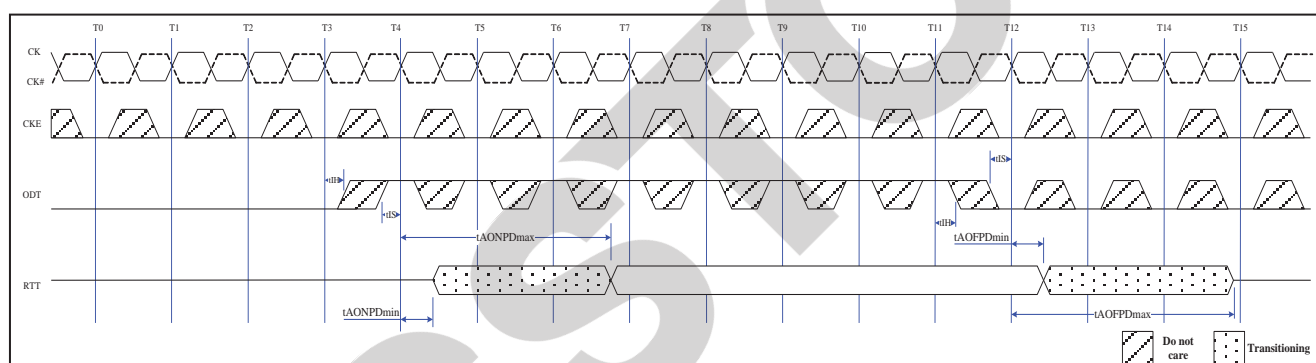 T0 T1 T2 T3 T4 T5 T6 T7 T8 T9 T10 T11 T12 T13 T14 T15
CK
CK#
CKE
tIS
ODT
tIH
tIS
tIH
tAONPDmax
tAOFPDmin
RTT
tAONPDmin
tAOFPDmax
Do not
care
Transitioning